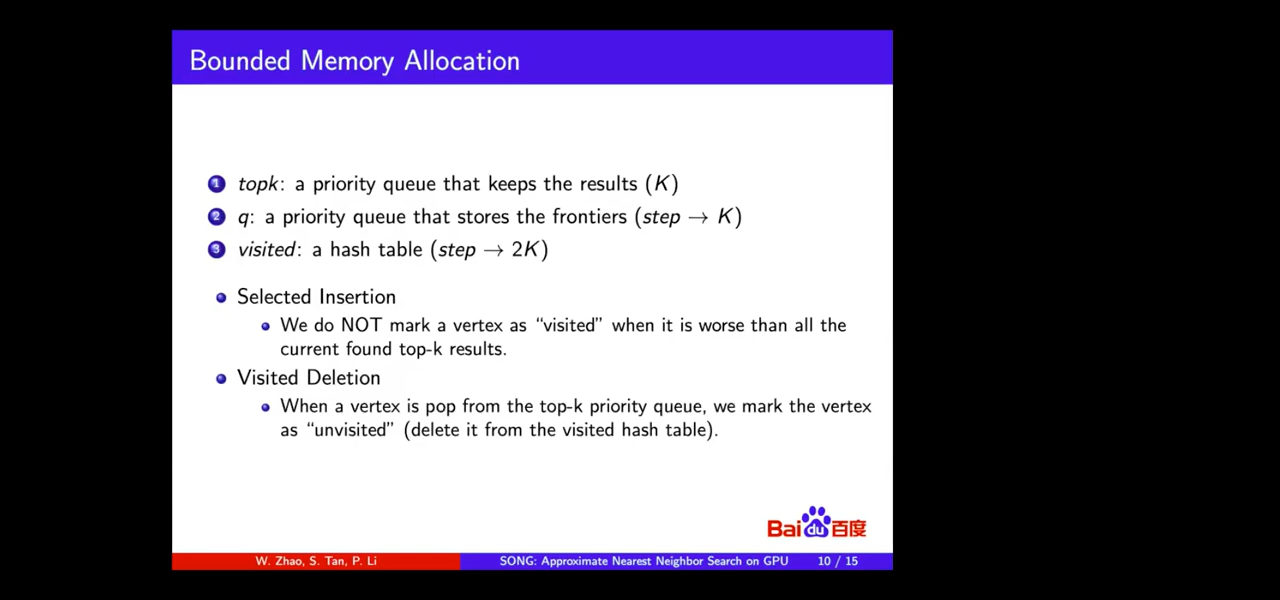 Bounded Memory Allocation
1 topk: a priority queue that keeps the results (K)
2 q: a priority queue that stores the frontiers (step → K)
3 visited: a hash table (step → 2K)
Selected Insertion
We do NOT mark a vertex as “visited” when it is worse than all the
current found top-k results.
Visited Deletion
When a vertex is pop from the top-k priority queue, we mark the vertex
as “unvisited” (delete it from the visited hash table).
Bai du 百度
W. Zhao, S. Tan, P. Li SONG: Approximate Nearest Neighbor Search on GPU 10 / 15